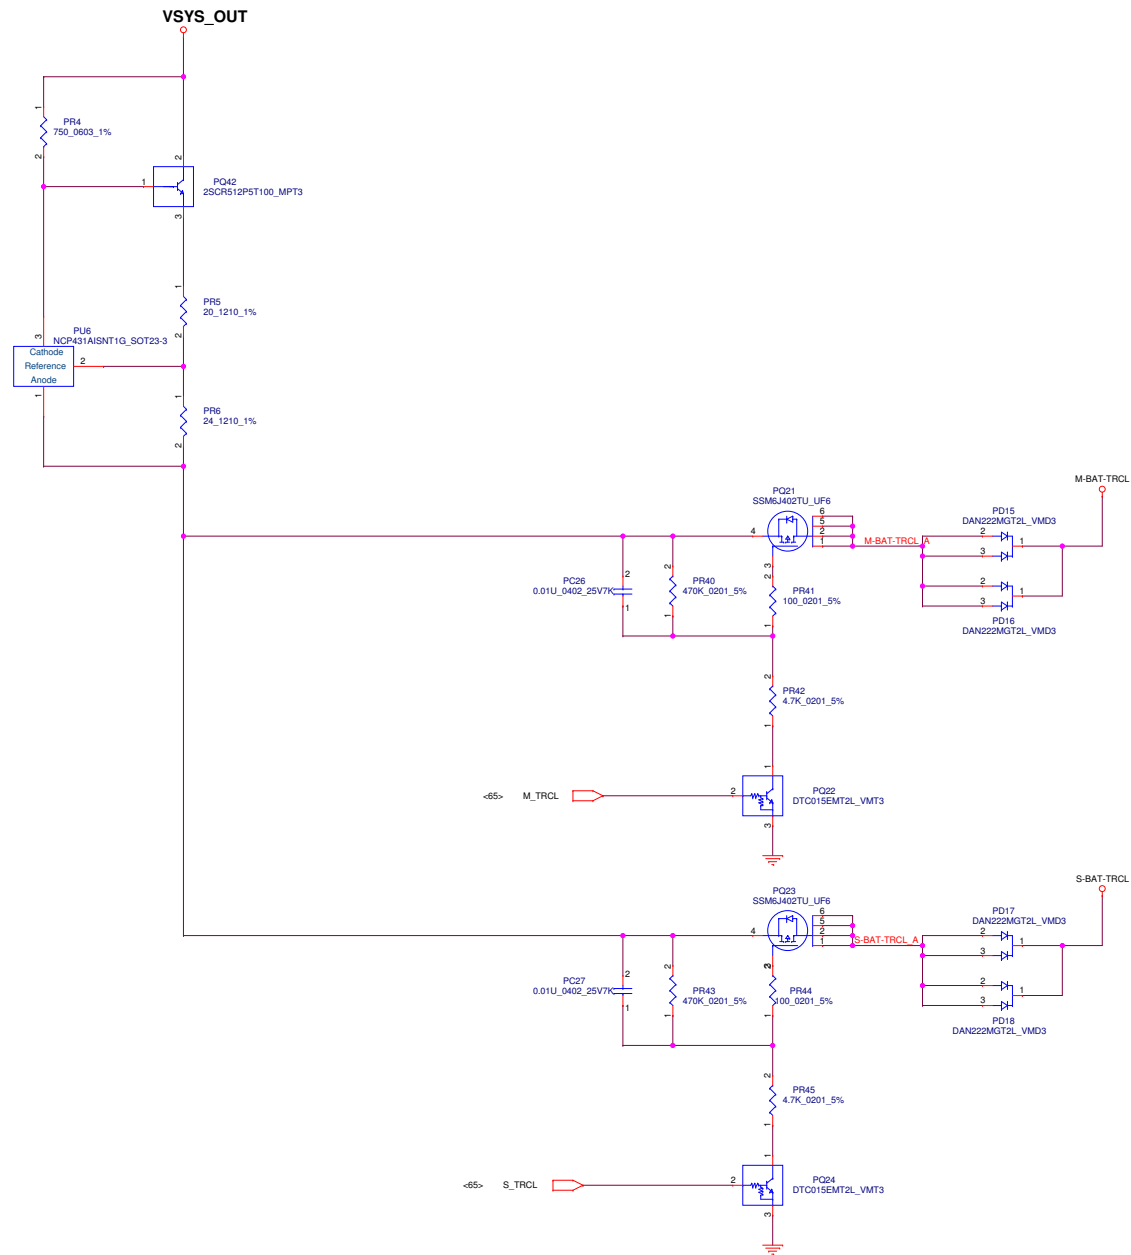 VSYS_OUT
1
PR4
750_0603_1%
2
2
1
PQ42
2SCR512P5T100_MPT3
3
1
PR5
20_1210_1%
2
PU6
NCP431AISNT1G_SOT23-3
3
Cathode
Reference
Anode
2
1
1
PR6
24_1210_1%
2
M-BAT-TRCL
PQ21
SSM6J402TU_UF6
4
6
5
2
1
3
M-BAT-TRCL_A
PD15
DAN222MGT2L_VMD3
2
3
1
2
3
1
PD16
DAN222MGT2L_VMD3
PC26
0.01U_0402_25V7K
2
1
2
PR40
470K_0201_5%
1
2
PR41
100_0201_5%
1
2
PR42
4.7K_0201_5%
1
<65>
M_TRCL
2
1
PQ22
DTC015EMT2L_VMT3
3
S-BAT-TRCL
PQ23
SSM6J402TU_UF6
4
6
5
2
1
3
S-BAT-TRCL_A
PD17
DAN222MGT2L_VMD3
2
3
1
2
3
1
PD18
DAN222MGT2L_VMD3
PC27
0.01U_0402_25V7K
2
1
2
PR43
470K_0201_5%
1
2
PR44
100_0201_5%
1
2
PR45
4.7K_0201_5%
1
<65>
S_TRCL
2
1
PQ24
DTC015EMT2L_VMT3
3